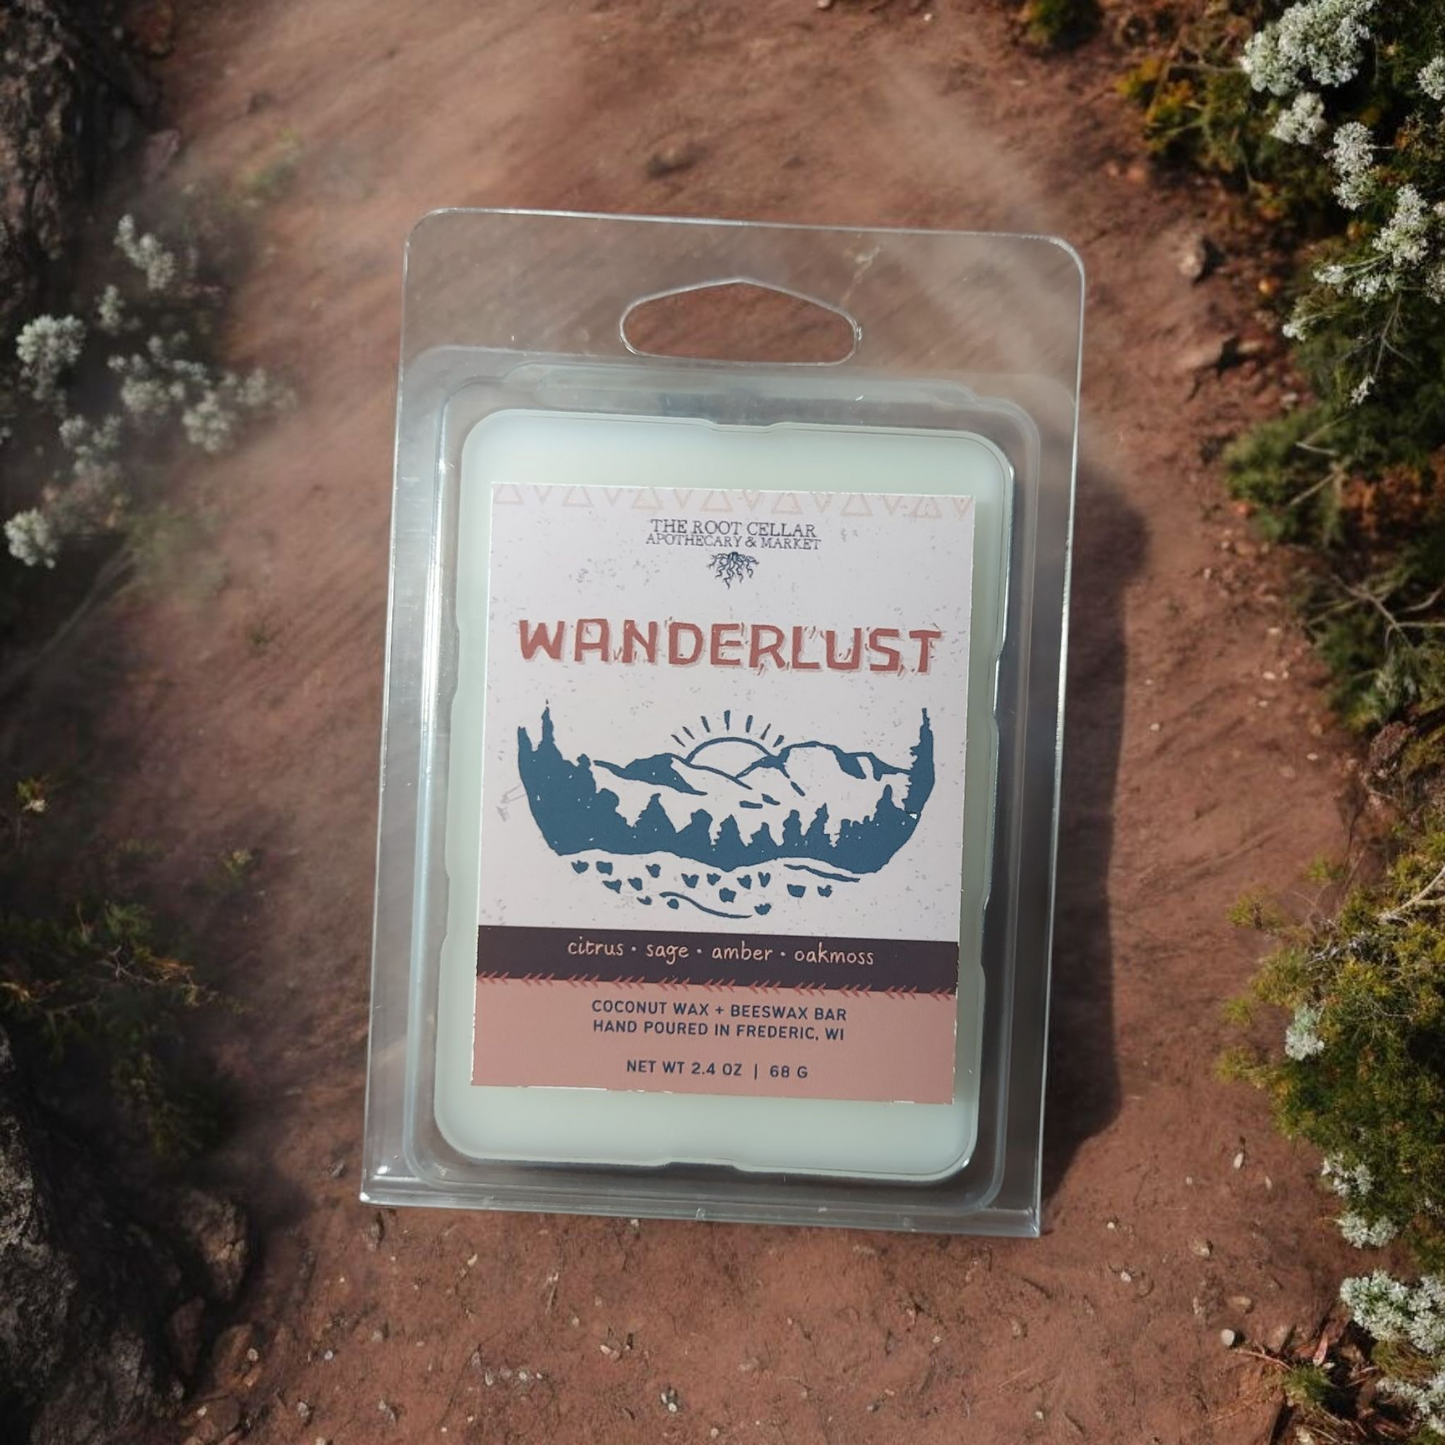 THE ROOT CELLAR
APOTHECARY & MARKET
WANDERLUST
citrus • sage • amber • oakmoss
COCONUT WAX + BEESWAX BAR
HAND POURED IN FREDERIC, WI
NET WT 2.4 OZ | 68 G